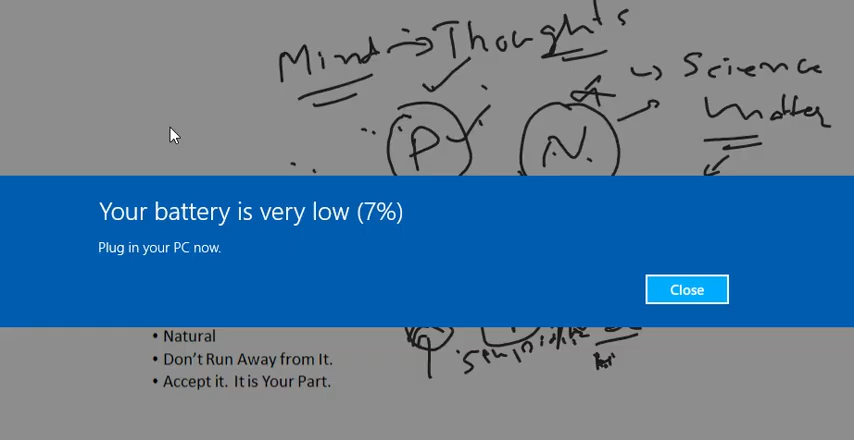 Mind → Thoughts
↳ Science
P
N
matter
Your battery is very low (7%)
Plug in your PC now.
Close
• Natural
• Don't Run Away from It.
• Accept it. It is Your Part.